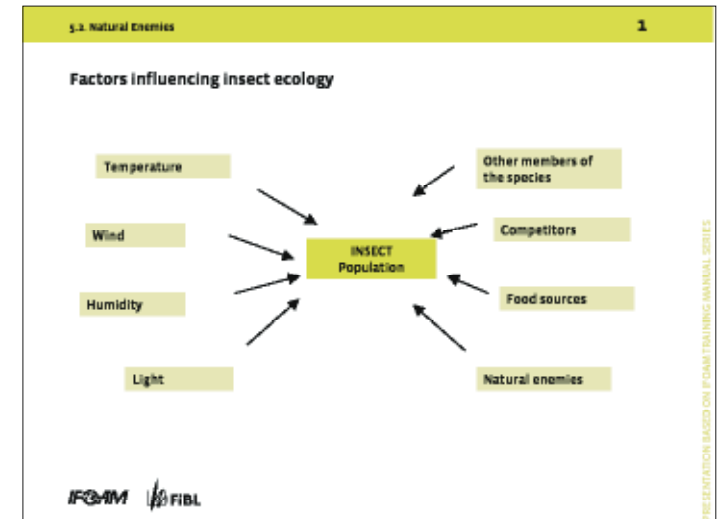 5.2. Natural Enemies
1
Factors influencing insect ecology
Temperature
Wind
Humidity
Light
INSECT
Population
Other members of
the species
Competitors
Food sources
Natural enemies
PRESENTATION BASED ON IFOAM TRAINING MANUAL SERIES
IFOAM
FiBL